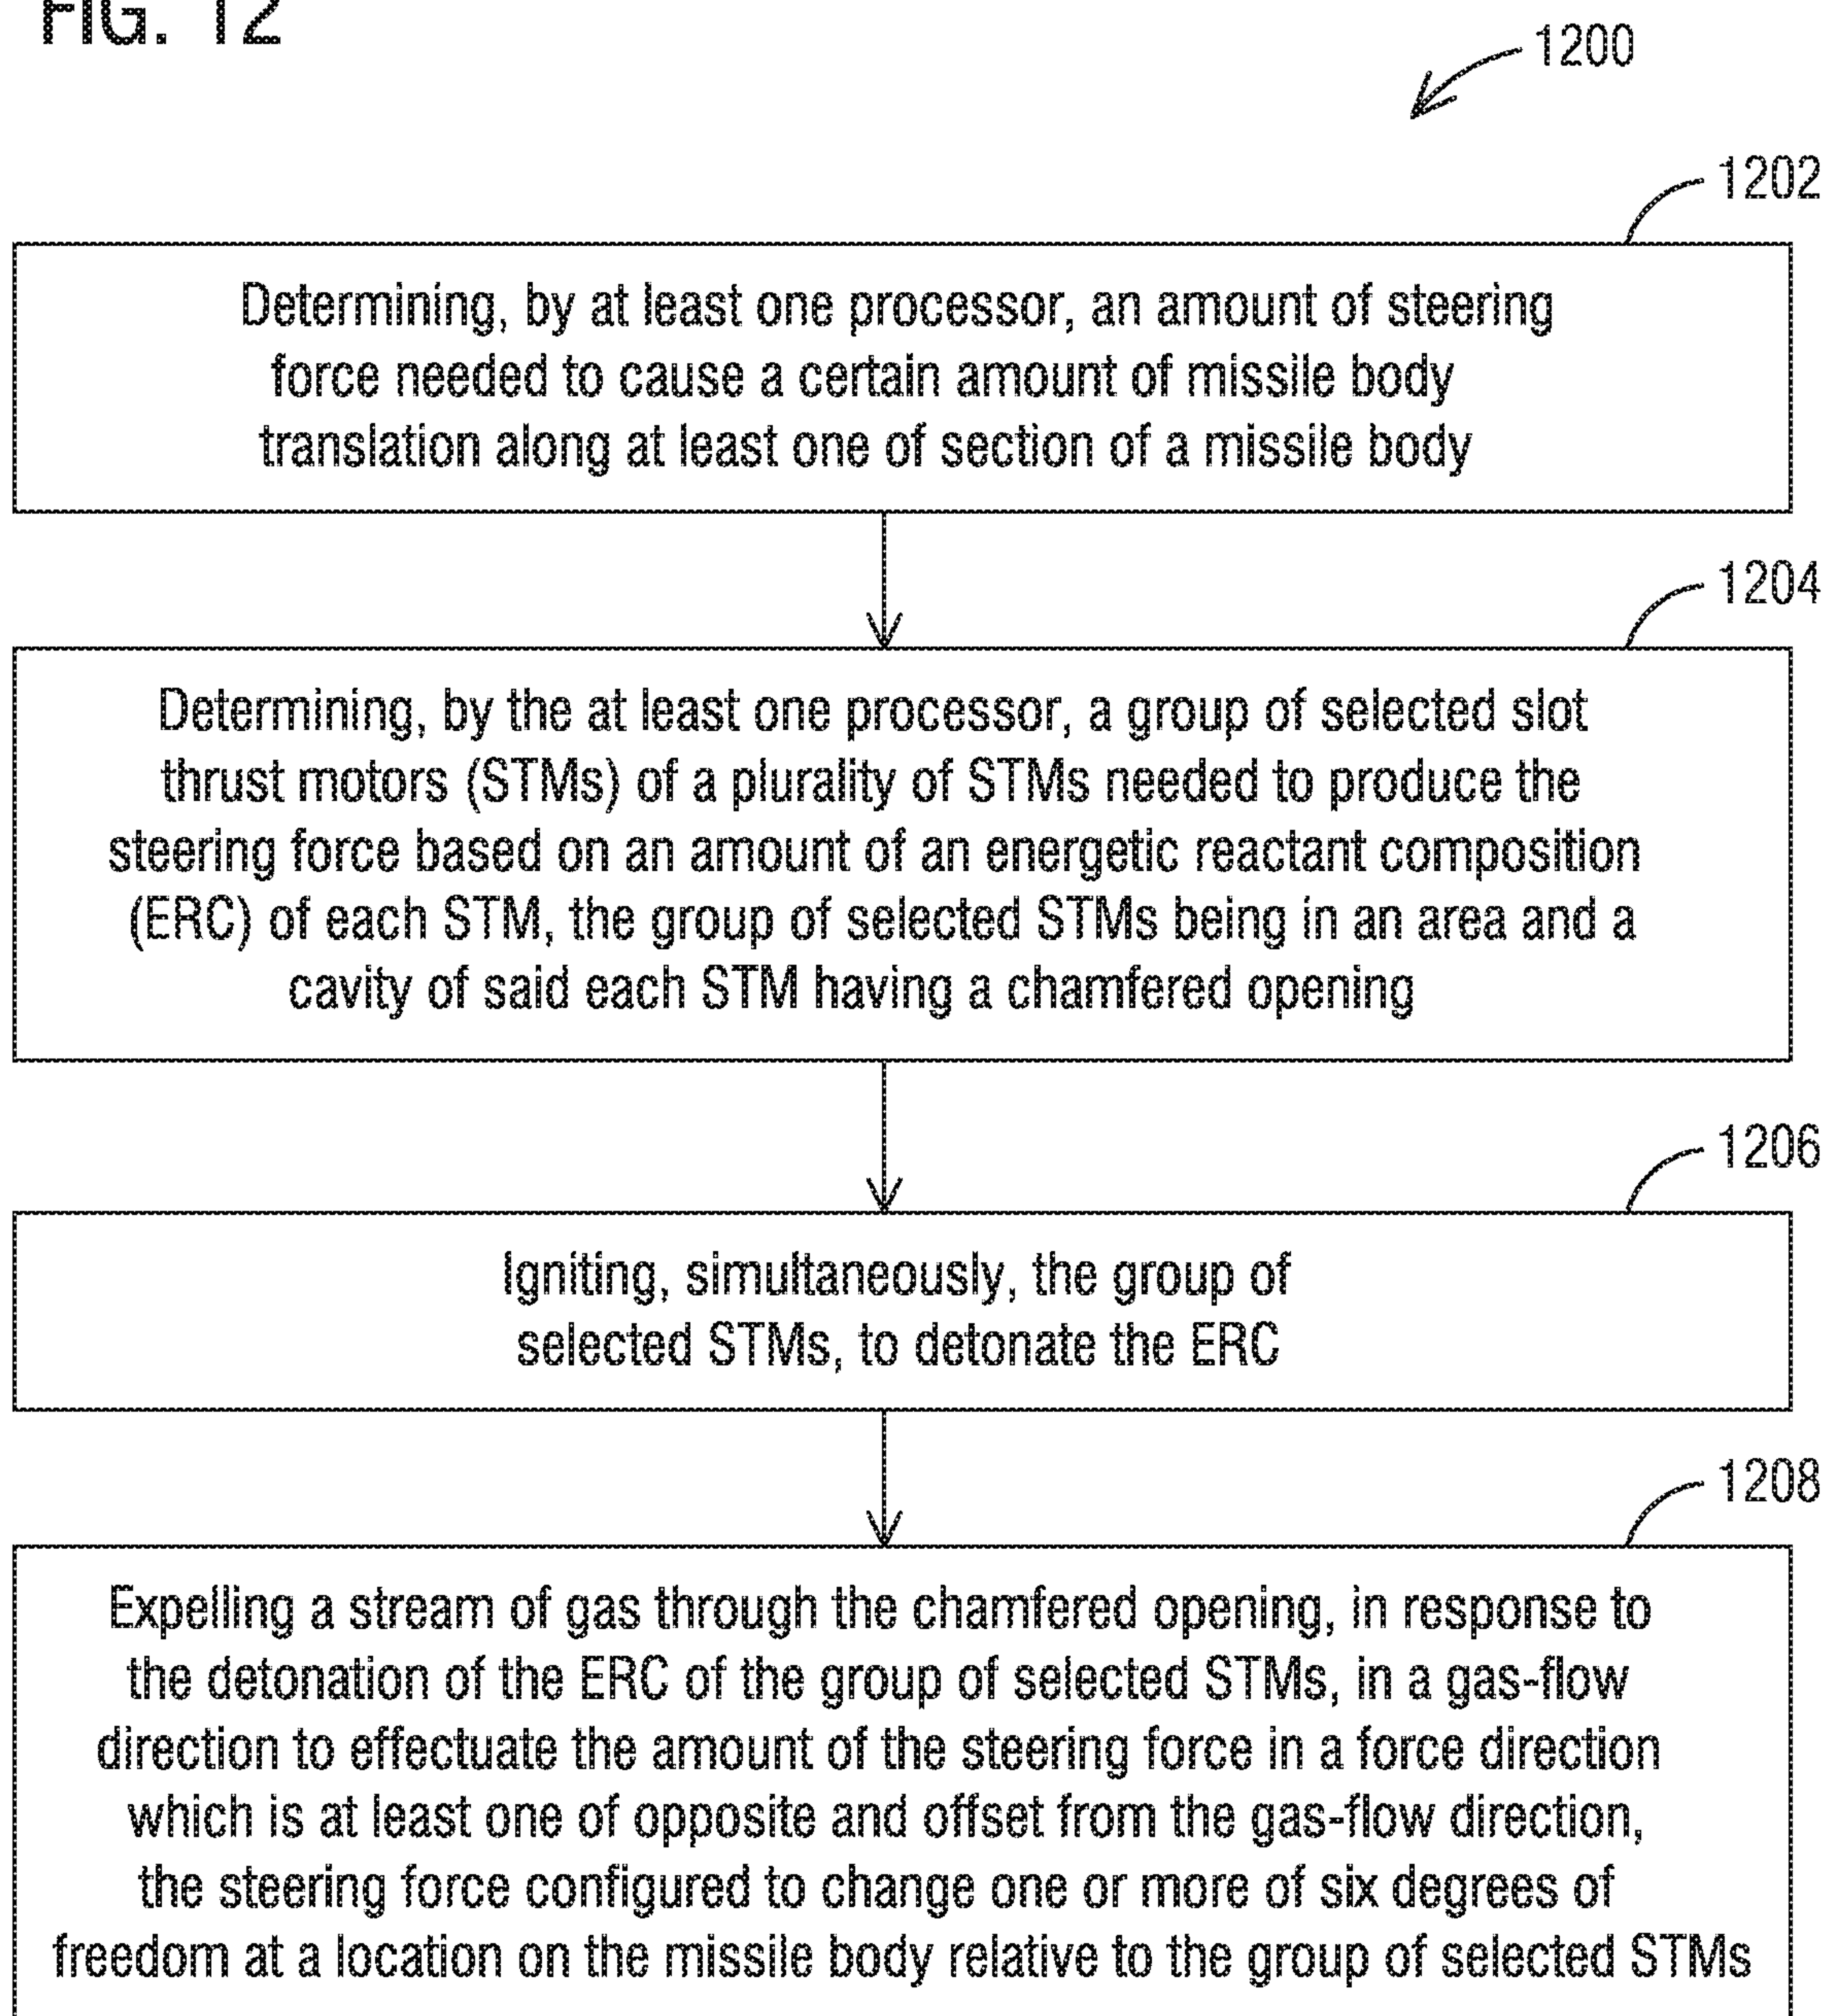 FIG. 12
1200
1202
Determining, by at least one processor, an amount of steering
force needed to cause a certain amount of missile body
translation along at least one of section of a missile body
1204
Determining, by the at least one processor, a group of selected slot
thrust motors (STMs) of a plurality of STMs needed to produce the
steering force based on an amount of an energetic reactant composition
(ERC) of each STM, the group of selected STMs being in an area and a
cavity of said each STM having a chamfered opening
1206
Igniting, simultaneously, the group of
selected STMs, to detonate the ERC
1208
Expelling a stream of gas through the chamfered opening, in response to
the detonation of the ERC of the group of selected STMs, in a gas-flow
direction to effectuate the amount of the steering force in a force direction
which is at least one of opposite and offset from the gas-flow direction,
the steering force configured to change one or more of six degrees of
freedom at a location on the missile body relative to the group of selected STMs